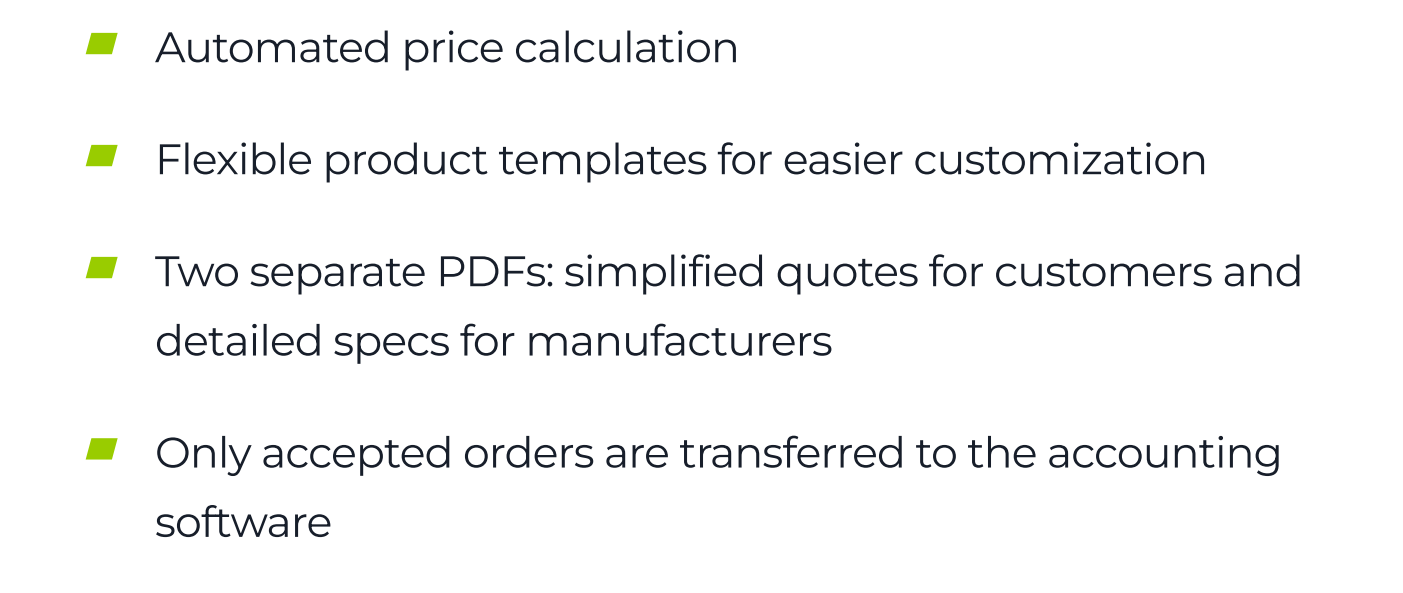 Automated price calculation
Flexible product templates for easier customization
Two separate PDFs: simplified quotes for customers and
detailed specs for manufacturers
Only accepted orders are transferred to the accounting
software